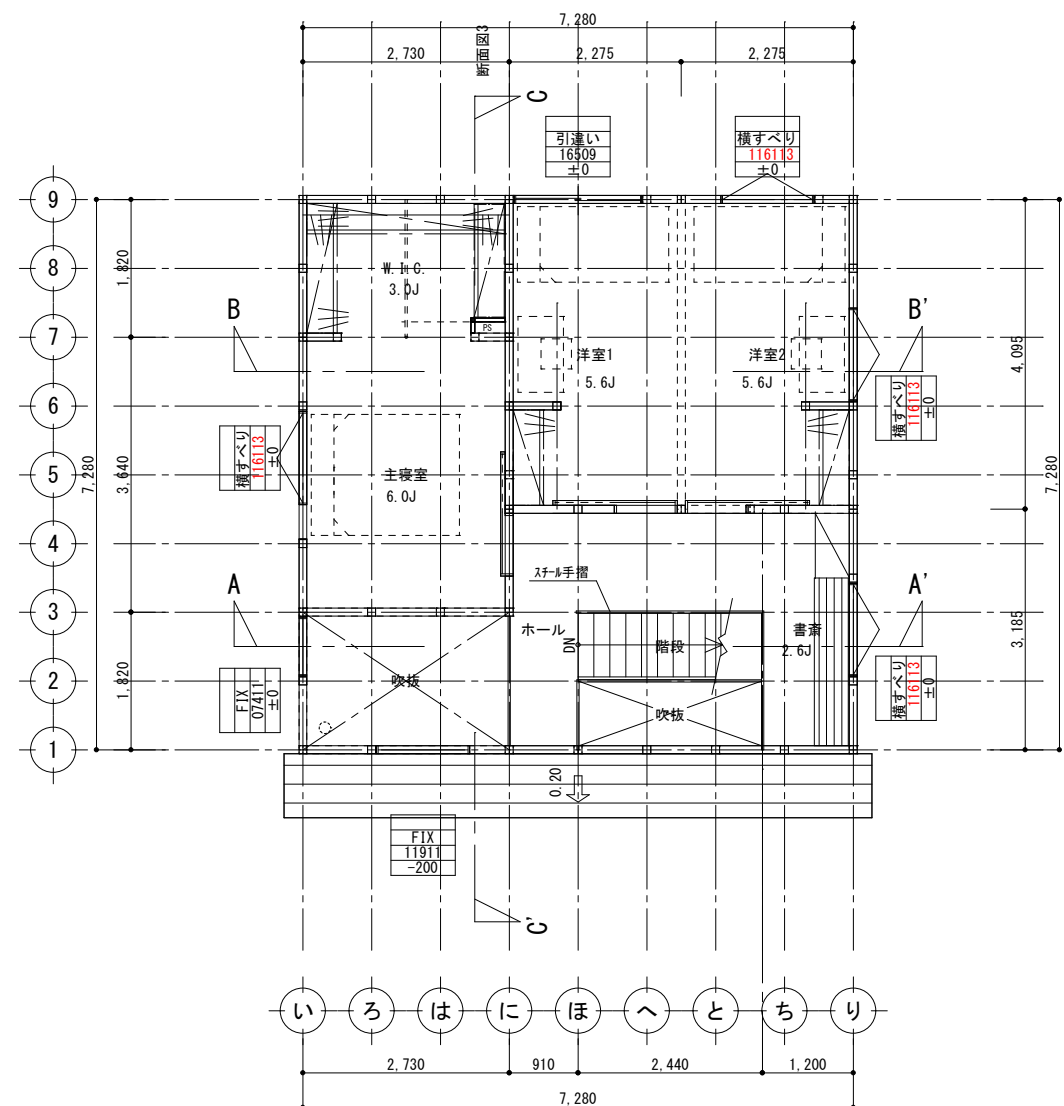 7,280
2,730
2,275
2,275
断面図3
C
引違い
16509
±0
横すべり
116113
±0
9
8
7
6
5
4
3
2
1
1,820
3,640
1,820
7,280
4,095
3,185
7,280
W.I.C.
3.0J
PS
B
B'
洋室1
5.6J
洋室2
5.6J
横すべり
116113
±0
横すべり
116113
±0
主寝室
6.0J
A
A'
スチール手摺
ホール
DN
階段
書斎
2.6J
吹抜
吹抜
FIX
07411
±0
横すべり
116113
±0
0.20
FIX
11911
-200
C'
い ろ は に ほ へ と ち り
2,730
910
2,440
1,200
7,280